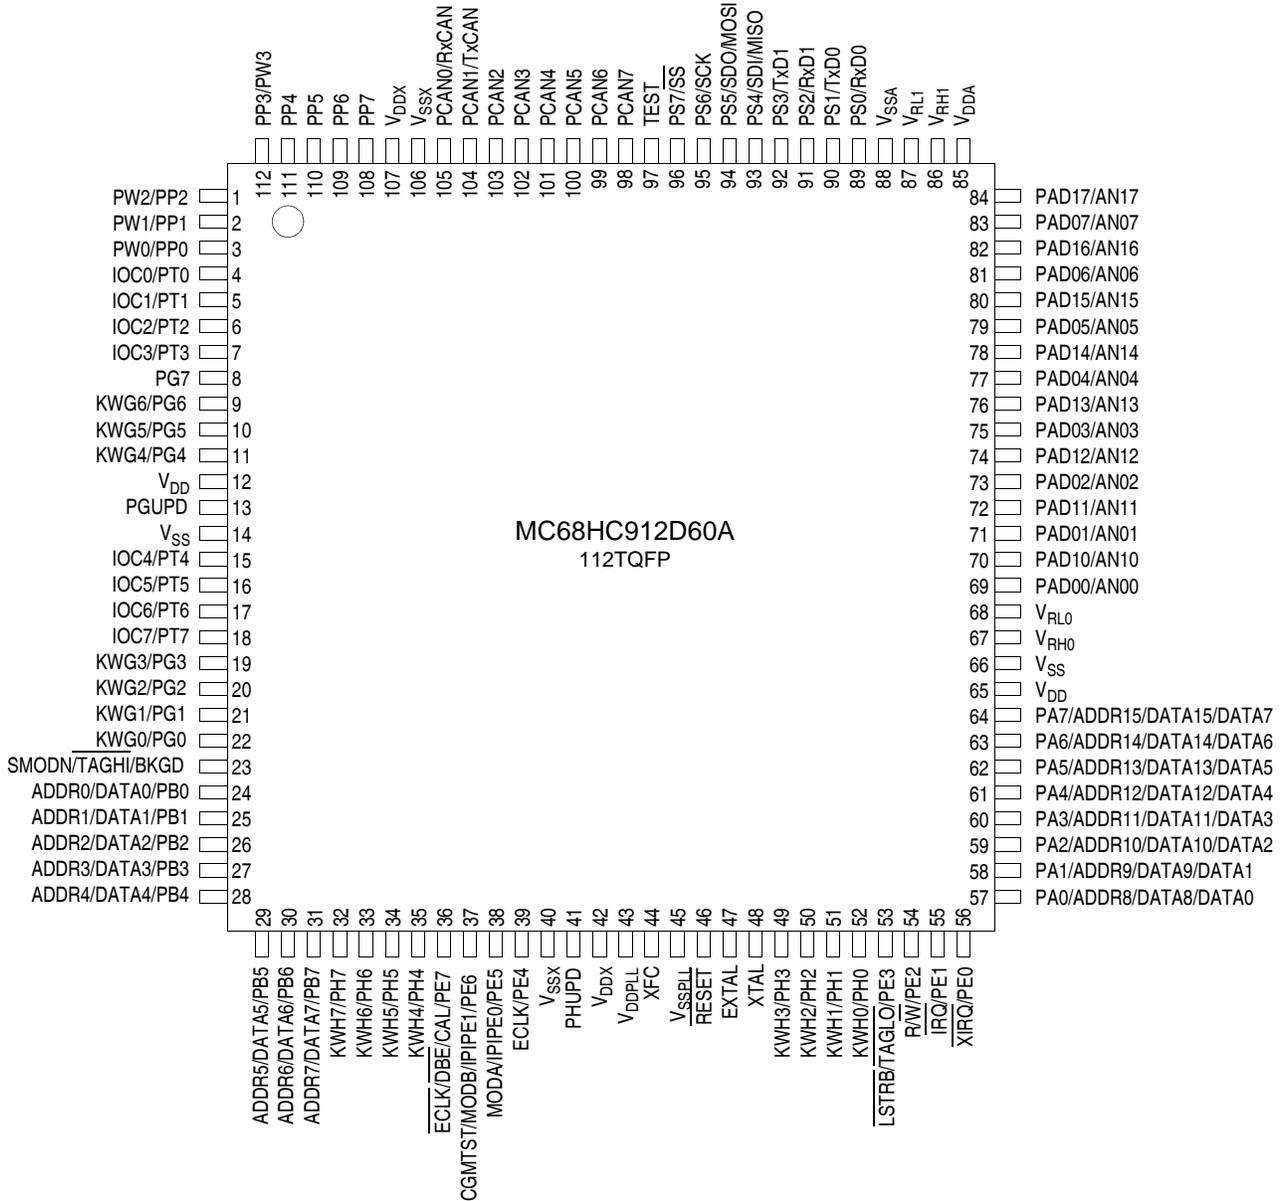 PP3/PW3
PP4
PP5
PP6
PP7
VDDX
VSSX
PCAN0/RxCAN
PCAN1/TxCAN
PCAN2
PCAN3
PCAN4
PCAN5
PCAN6
PCAN7
TEST
PS7/SS
PS6/SCK
PS5/SDO/MOSI
PS4/SDI/MISO
PS3/TxD1
PS2/RxD1
PS1/TxD0
PS0/RxD0
VSSA
VRL1
VRH1
VDDA
112
111
110
109
108
107
106
105
104
103
102
101
100
99
98
97
96
95
94
93
92
91
90
89
88
87
86
85
PW2/PP2 1
PW1/PP1 2
PW0/PP0 3
IOC0/PT0 4
IOC1/PT1 5
IOC2/PT2 6
IOC3/PT3 7
PG7 8
KWG6/PG6 9
KWG5/PG5 10
KWG4/PG4 11
VDD 12
PGUPD 13
VSS 14
IOC4/PT4 15
IOC5/PT5 16
IOC6/PT6 17
IOC7/PT7 18
KWG3/PG3 19
KWG2/PG2 20
KWG1/PG1 21
KWG0/PG0 22
SMODN/TAGHI/BKGD 23
ADDR0/DATA0/PB0 24
ADDR1/DATA1/PB1 25
ADDR2/DATA2/PB2 26
ADDR3/DATA3/PB3 27
ADDR4/DATA4/PB4 28
MC68HC912D60A
112TQFP
84 PAD17/AN17
83 PAD07/AN07
82 PAD16/AN16
81 PAD06/AN06
80 PAD15/AN15
79 PAD05/AN05
78 PAD14/AN14
77 PAD04/AN04
76 PAD13/AN13
75 PAD03/AN03
74 PAD12/AN12
73 PAD02/AN02
72 PAD11/AN11
71 PAD01/AN01
70 PAD10/AN10
69 PAD00/AN00
68 VRL0
67 VRH0
66 VSS
65 VDD
64 PA7/ADDR15/DATA15/DATA7
63 PA6/ADDR14/DATA14/DATA6
62 PA5/ADDR13/DATA13/DATA5
61 PA4/ADDR12/DATA12/DATA4
60 PA3/ADDR11/DATA11/DATA3
59 PA2/ADDR10/DATA10/DATA2
58 PA1/ADDR9/DATA9/DATA1
57 PA0/ADDR8/DATA8/DATA0
29
30
31
32
33
34
35
36
37
38
39
40
41
42
43
44
45
46
47
48
49
50
51
52
53
54
55
56
ADDR5/DATA5/PB5
ADDR6/DATA6/PB6
ADDR7/DATA7/PB7
KWH7/PH7
KWH6/PH6
KWH5/PH5
KWH4/PH4
ECLK/DBE/CAL/PE7
CGMTST/MODB/IPIPE1/PE6
MODA/IPIPE0/PE5
ECLK/PE4
VSSX
PHUPD
VDDX
VDDPLL
XFC
VSSPLL
RESET
EXTAL
XTAL
KWH3/PH3
KWH2/PH2
KWH1/PH1
KWH0/PH0
LSTRB/TAGLO/PE3
R/W/PE2
IRQ/PE1
XIRQ/PE0